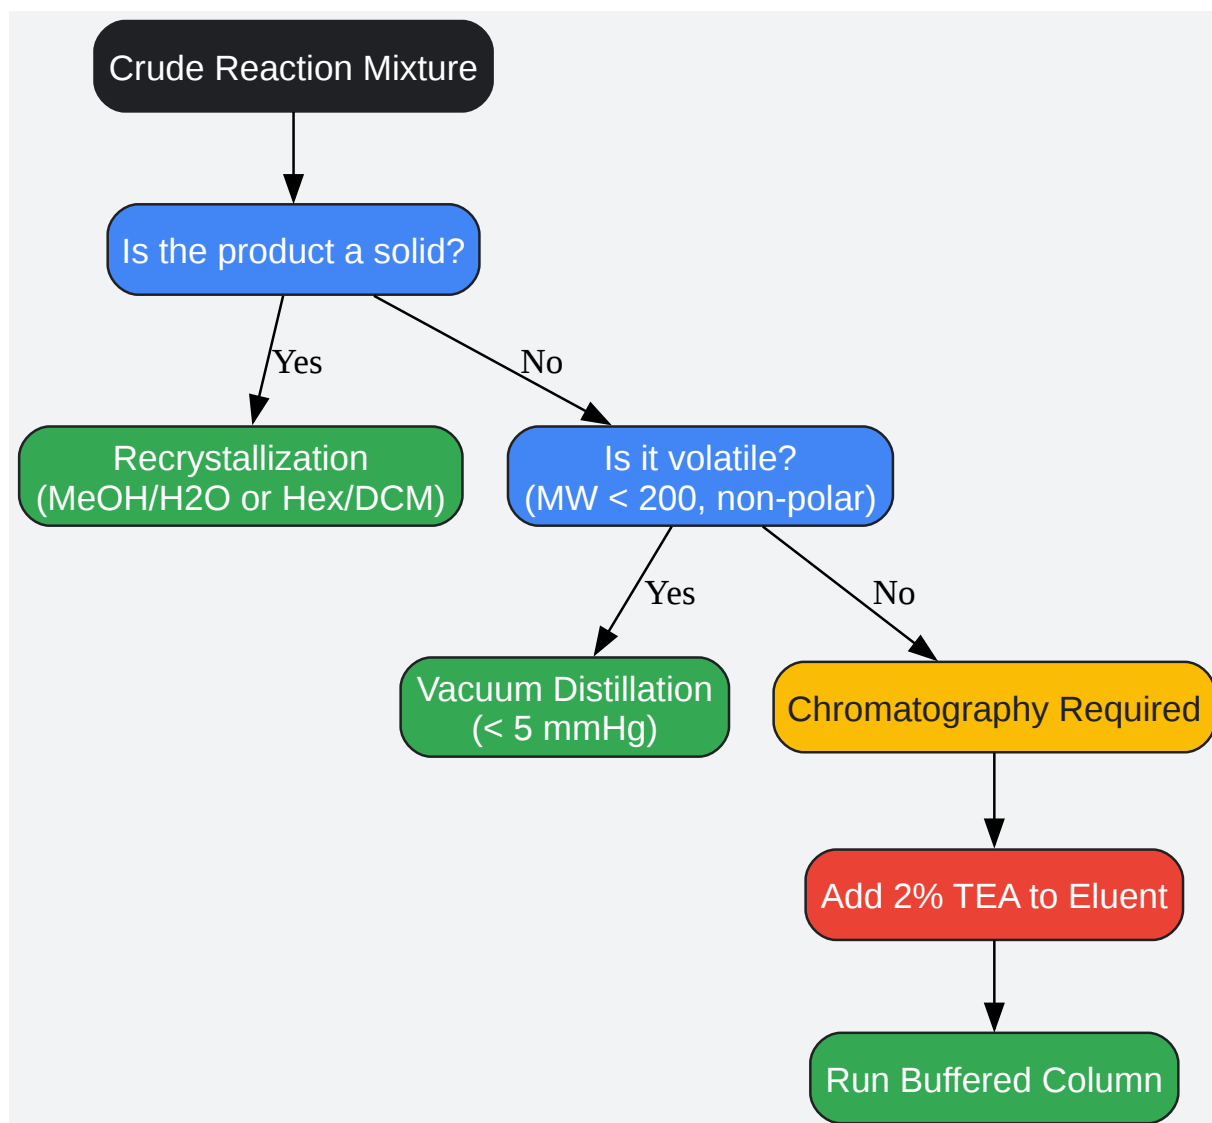 Crude Reaction Mixture
Is the product a solid?
Yes
No
Recrystallization
(MeOH/H2O or Hex/DCM)
Is it volatile?
(MW < 200, non-polar)
Yes
No
Vacuum Distillation
(< 5 mmHg)
Chromatography Required
Add 2% TEA to Eluent
Run Buffered Column